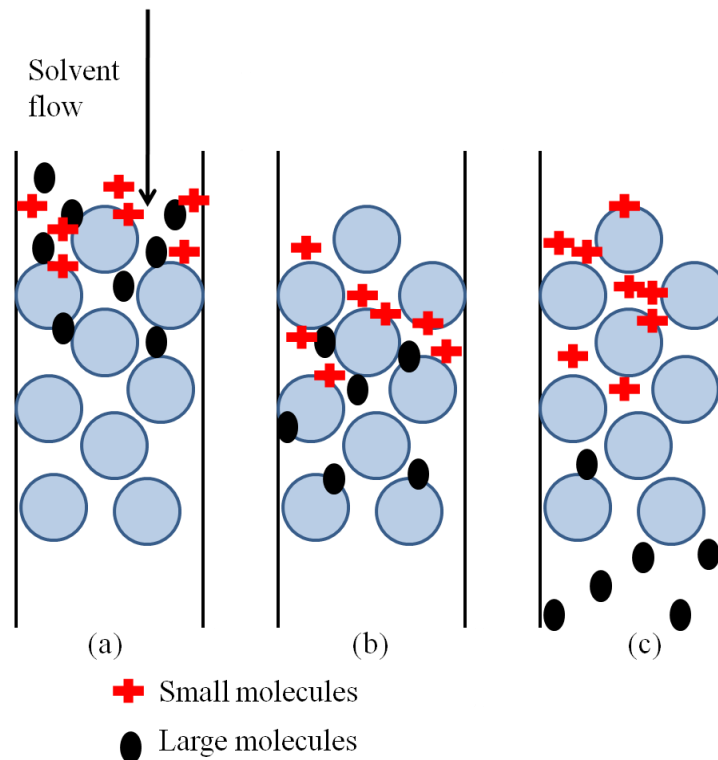 Solvent
flow
(a)
(b)
(c)
Small molecules
Large molecules